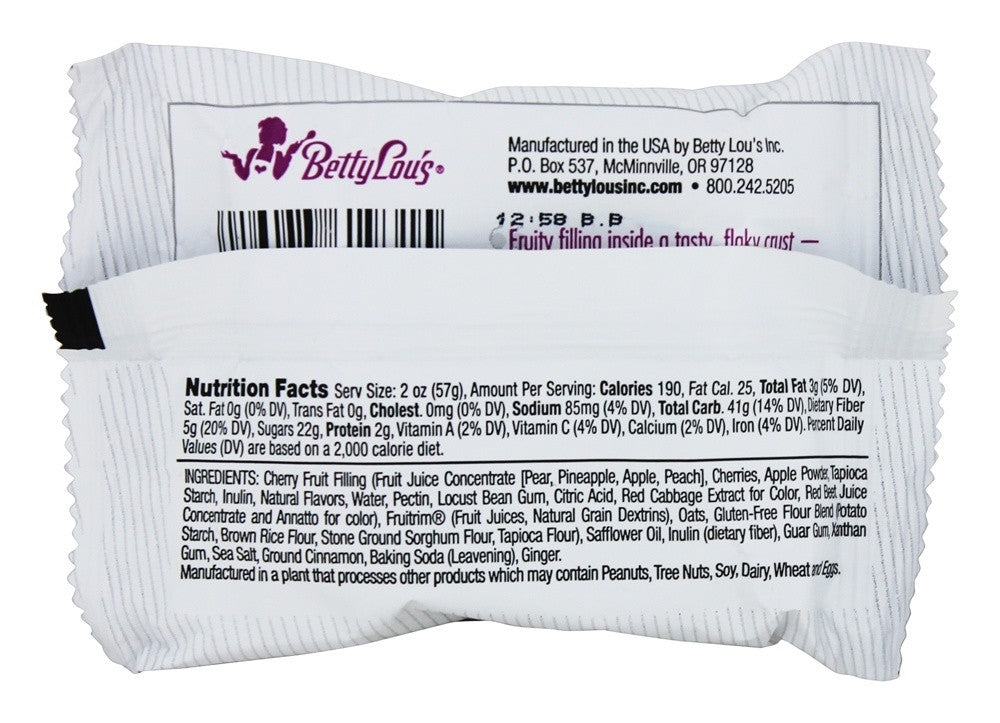 Betty Lou's®
Manufactured in the USA by Betty Lou's Inc.
P.O. Box 537, McMinnville, OR 97128
www.bettylousinc.com • 800.242.5205
12:58 B.B
Fruity filling inside a tasty, flaky crust —
Nutrition Facts Serv Size: 2 oz (57g), Amount Per Serving: Calories 190, Fat Cal. 25, Total Fat 3g (5% DV),
Sat. Fat 0g (0% DV), Trans Fat 0g, Cholest. 0mg (0% DV), Sodium 85mg (4% DV), Total Carb. 41g (14% DV), Dietary Fiber
5g (20% DV), Sugars 22g, Protein 2g, Vitamin A (2% DV), Vitamin C (4% DV), Calcium (2% DV), Iron (4% DV). Percent Daily
Values (DV) are based on a 2,000 calorie diet.
INGREDIENTS: Cherry Fruit Filling (Fruit Juice Concentrate [Pear, Pineapple, Apple, Peach], Cherries, Apple Powder, Tapioca
Starch, Inulin, Natural Flavors, Water, Pectin, Locust Bean Gum, Citric Acid, Red Cabbage Extract for Color, Red Beet Juice
Concentrate and Annatto for color), Fruitrim® (Fruit Juices, Natural Grain Dextrins), Oats, Gluten-Free Flour Blend (Potato
Starch, Brown Rice Flour, Stone Ground Sorghum Flour, Tapioca Flour), Safflower Oil, Inulin (dietary fiber), Guar Gum, Xanthan
Gum, Sea Salt, Ground Cinnamon, Baking Soda (Leavening), Ginger.
Manufactured in a plant that processes other products which may contain Peanuts, Tree Nuts, Soy, Dairy, Wheat and Eggs.